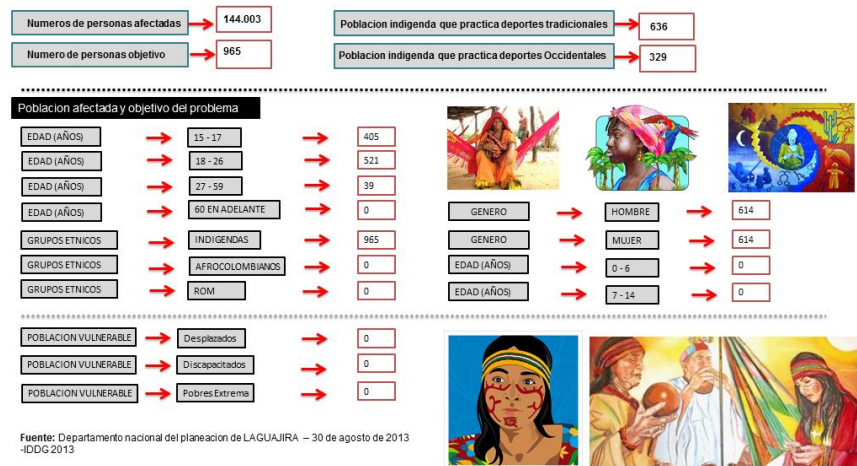 Numeros de personas afectadas 144.003
Poblacion indigenda que practica deportes tradicionales 636
Numero de personas objetivo 965
Poblacion indigenda que practica deportes Occidentales 329
Poblacion afectada y objetivo del problema
EDAD (AÑOS) 15 - 17 405
EDAD (AÑOS) 18 - 26 521
EDAD (AÑOS) 27 - 59 39
EDAD (AÑOS) 60 EN ADELANTE 0
GRUPOS ETNICOS INDIGENDAS 965
GRUPOS ETNICOS AFROCOLOMBIANOS 0
GRUPOS ETNICOS ROM 0
GENERO HOMBRE 614
GENERO MUJER 614
EDAD (AÑOS) 0 - 6 0
EDAD (AÑOS) 7 - 14 0
POBLACION VULNERABLE Desplazados 0
POBLACION VULNERABLE Discapacitados 0
POBLACION VULNERABLE Pobres Extrema 0
Fuente: Departamento nacional del planeacion de LAGUAJIRA – 30 de agosto de 2013
-IDDG 2013